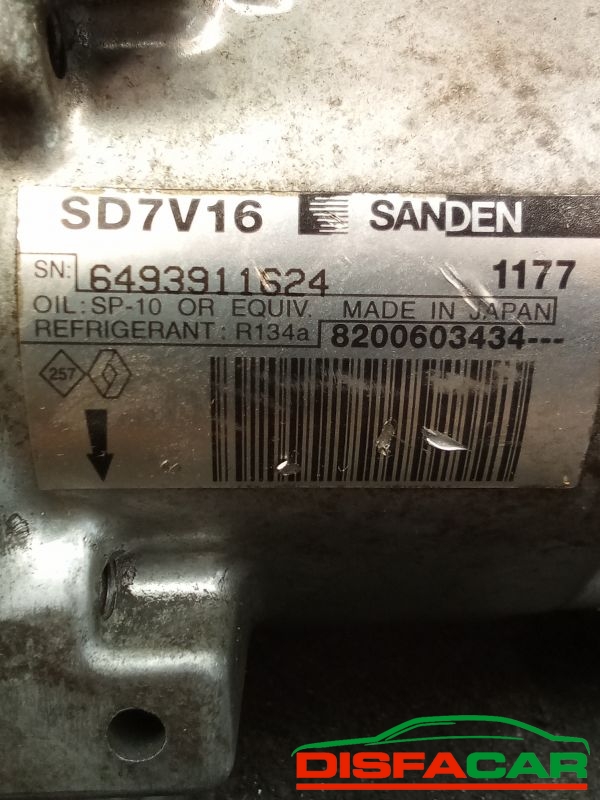 SD7V16 SANDEN
SN: 6493911624 1177
OIL: SP-10 OR EQUIV. MADE IN JAPAN
REFRIGERANT: R134a 8200603434---
257
DISFACAR